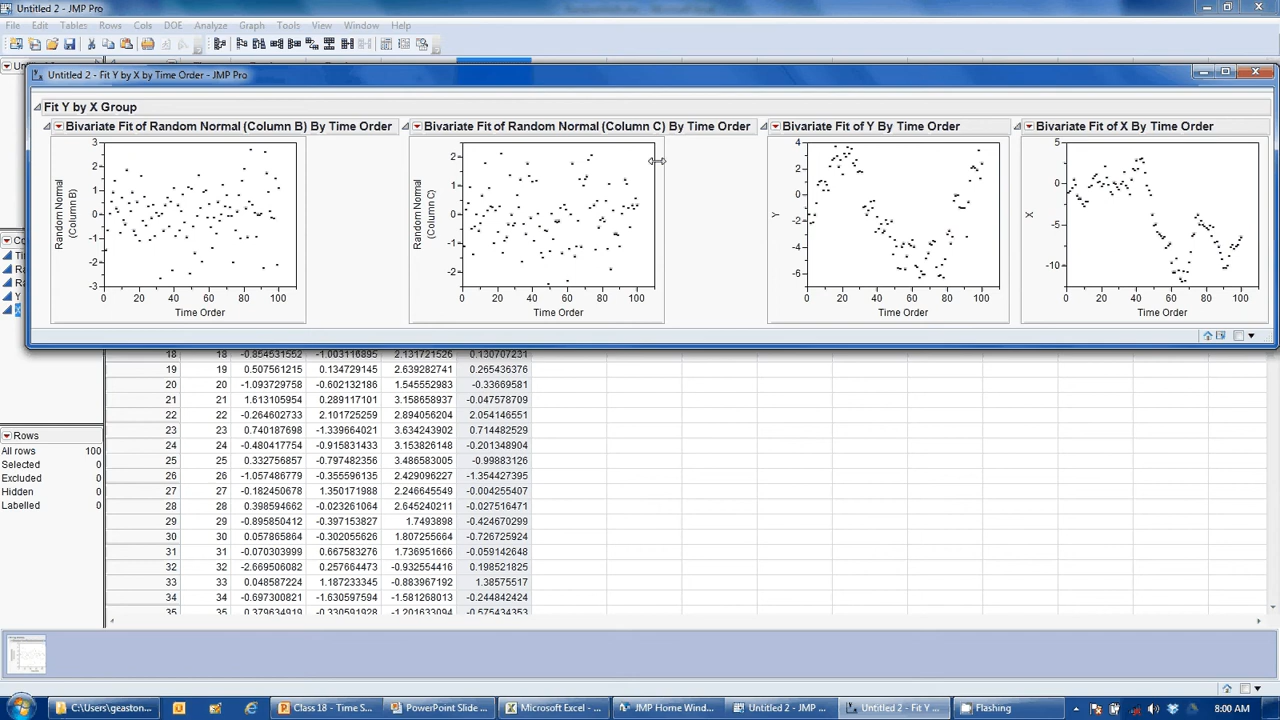 Untitled 2 - JMP Pro
File Edit Tables Rows Cols DOE Analyze Graph Tools View Window Help
Untitled 2 - Fit Y by X by Time Order - JMP Pro
Fit Y by X Group
Bivariate Fit of Random Normal (Column B) By Time Order
3
2
1
0
-1
-2
-3
Random Normal
(Column B)
0 20 40 60 80 100
Time Order
Bivariate Fit of Random Normal (Column C) By Time Order
2
1
0
-1
-2
Random Normal
(Column C)
0 20 40 60 80 100
Time Order
Bivariate Fit of Y By Time Order
4
2
0
-2
-4
-6
Y
0 20 40 60 80 100
Time Order
Bivariate Fit of X By Time Order
5
0
-5
-10
X
0 20 40 60 80 100
Time Order
Y
18 18 -0.854531552 -1.003116895 2.131721526 0.130707231
19 19 0.507561215 0.134729145 2.639282741 0.265436376
20 20 -1.093729758 -0.602132186 1.545552983 -0.33669581
21 21 1.613105954 0.289117101 3.158658937 -0.047578709
22 22 -0.264602733 2.101725259 2.894056204 2.054146551
23 23 0.740187698 -1.339664021 3.634243902 0.714482529
24 24 -0.480417754 -0.915831433 3.153826148 -0.201348904
25 25 0.332756857 -0.797482356 3.486583005 -0.99883126
26 26 -1.057486779 -0.355596135 2.429096227 -1.354427395
27 27 -0.182450678 1.350171988 2.246645549 -0.004255407
28 28 0.398594662 -0.023261064 2.645240211 -0.027516471
29 29 -0.895850412 -0.397153827 1.7493898 -0.424670299
30 30 0.057865864 -0.302055626 1.807255664 -0.726725924
31 31 -0.070303999 0.667583276 1.736951666 -0.059142648
32 32 -2.669506082 0.257664473 -0.932554416 0.198521825
33 33 0.048587224 1.187233345 -0.883967192 1.38575517
34 34 -0.697301082 -1.630597594 -1.581268013 -0.244842424
35 35 0.379634919 -0.330591928 -1.201633094 -0.575434353
Rows
All rows 100
Selected 0
Excluded 0
Hidden 0
Labelled 0
C:\Users\geaston...
Class 18 - Time S...
PowerPoint Slide ...
Microsoft Excel - ...
JMP Home Wind...
Untitled 2 - JMP ...
Untitled 2 - Fit Y ...
Flashing
8:00 AM